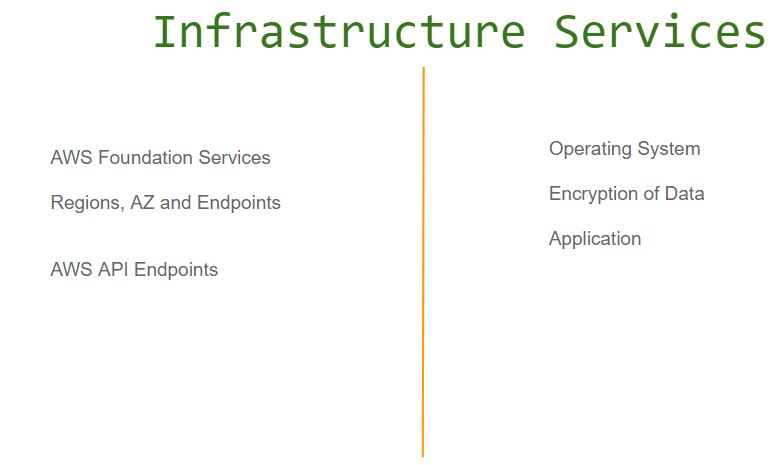 Infrastructure Services
AWS Foundation Services
Regions, AZ and Endpoints
AWS API Endpoints
Operating System
Encryption of Data
Application